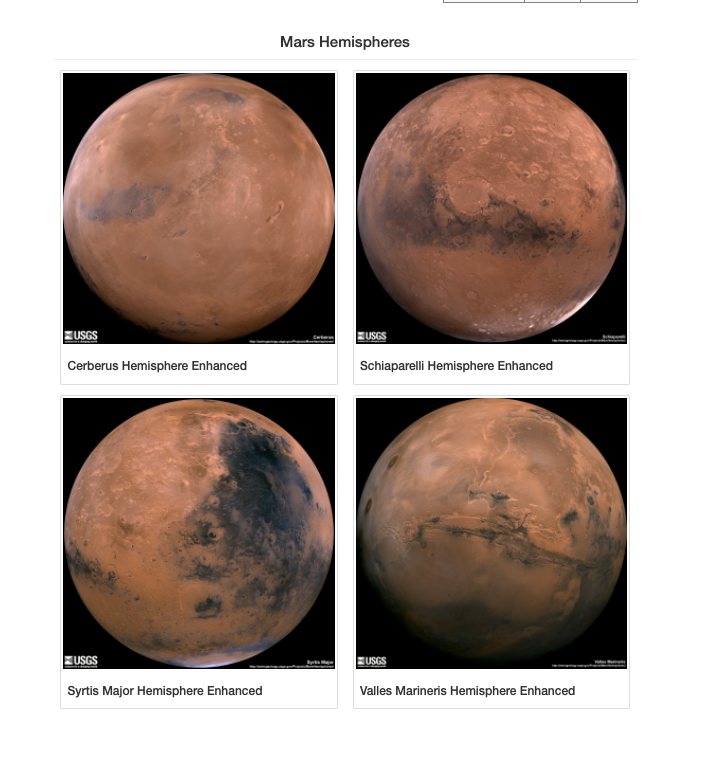 Mars Hemispheres
USGS
Cerberus
Cerberus Hemisphere Enhanced
USGS
Schiaparelli
Schiaparelli Hemisphere Enhanced
USGS
Syrtis Major
Syrtis Major Hemisphere Enhanced
USGS
Valles Marineris
Valles Marineris Hemisphere Enhanced